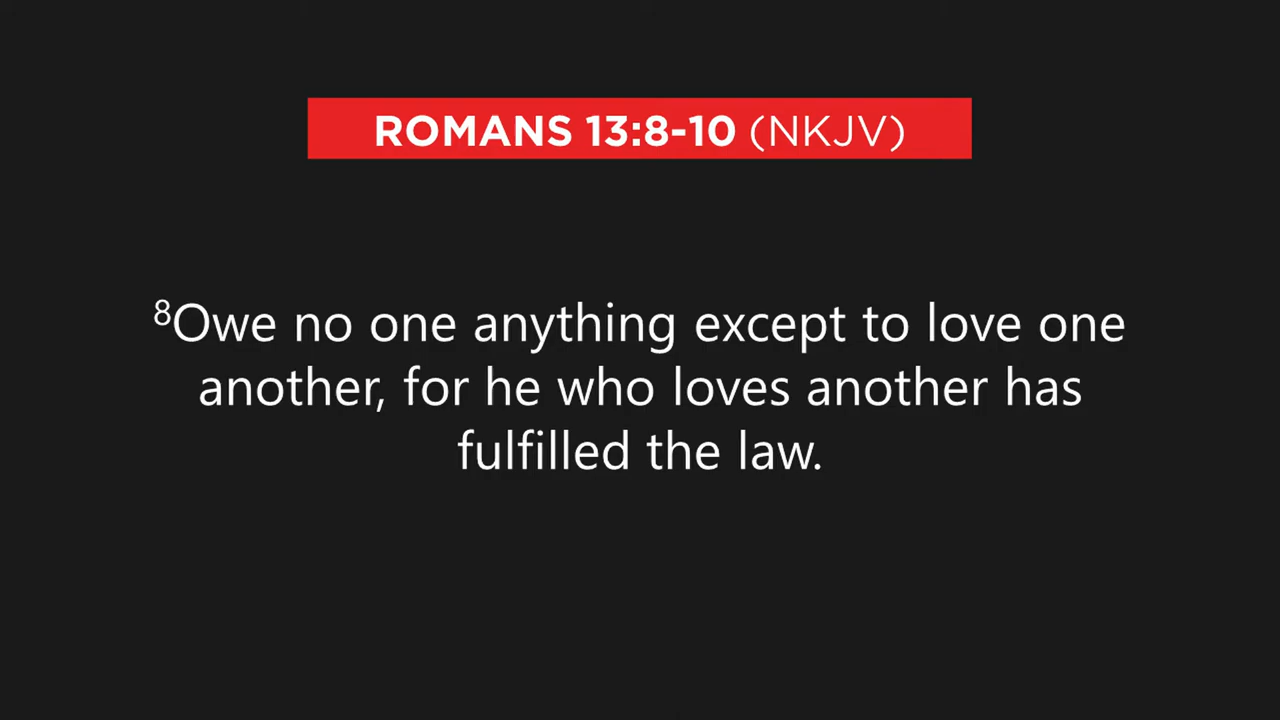 ROMANS 13:8-10 (NKJV)
⁸Owe no one anything except to love one
another, for he who loves another has
fulfilled the law.